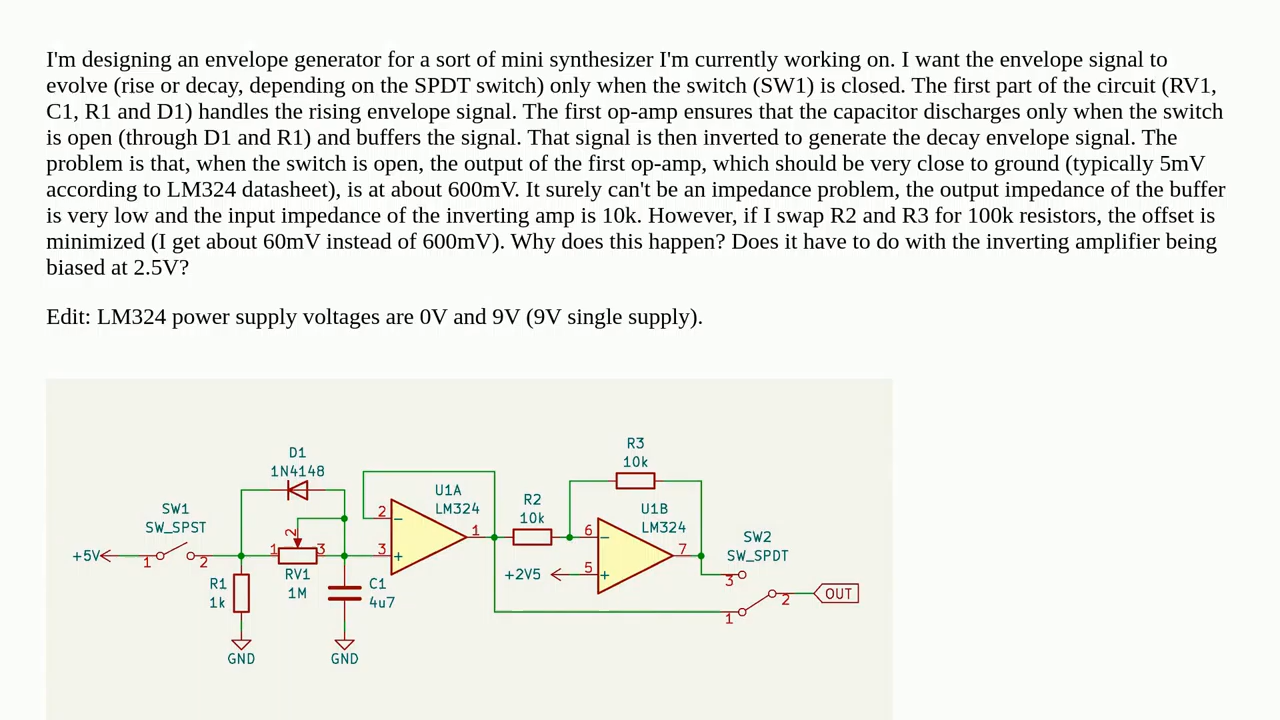 I'm designing an envelope generator for a sort of mini synthesizer I'm currently working on. I want the envelope signal to
evolve (rise or decay, depending on the SPDT switch) only when the switch (SW1) is closed. The first part of the circuit (RV1,
C1, R1 and D1) handles the rising envelope signal. The first op-amp ensures that the capacitor discharges only when the switch
is open (through D1 and R1) and buffers the signal. That signal is then inverted to generate the decay envelope signal. The
problem is that, when the switch is open, the output of the first op-amp, which should be very close to ground (typically 5mV
according to LM324 datasheet), is at about 600mV. It surely can't be an impedance problem, the output impedance of the buffer
is very low and the input impedance of the inverting amp is 10k. However, if I swap R2 and R3 for 100k resistors, the offset is
minimized (I get about 60mV instead of 600mV). Why does this happen? Does it have to do with the inverting amplifier being
biased at 2.5V?
Edit: LM324 power supply voltages are 0V and 9V (9V single supply).
R3
10k
D1
1N4148
U1A
LM324
R2
10k
U1B
LM324
SW1
SW_SPST
SW2
SW_SPDT
+5V
1
2
1
2
3
2
3
1
6
5
7
+2V5
R1
1k
RV1
1M
C1
4u7
3
2
1
OUT
GND
GND